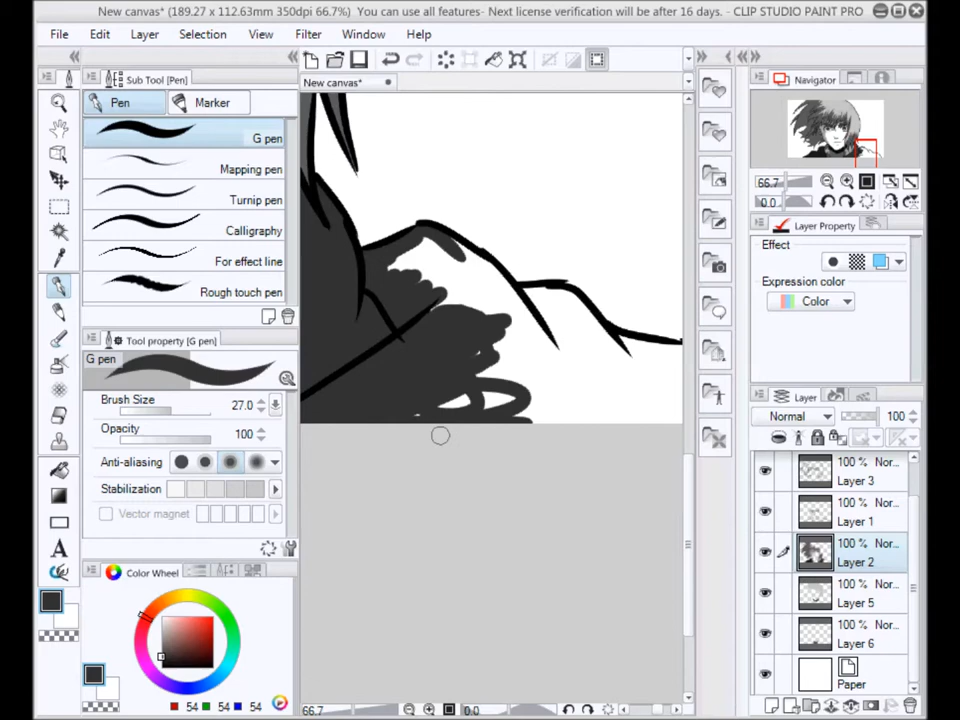 New canvas* (189.27 x 112.63mm 350dpi 66.7%) You can use all features- Next license verification will be after 16 days. - CLIP STUDIO PAINT PRO
File Edit Layer Selection View Filter Window Help
Sub Tool [Pen]
New canvas*
Navigator
Pen
Marker
G pen
Mapping pen
Turnip pen
Calligraphy
For effect line
Rough touch pen
66.7
0.0
Layer Property
Effect
Expression color
Color
Tool property [G pen]
G pen
Brush Size 27.0
Opacity 100
Anti-aliasing
Stabilization
Vector magnet
Layer
Normal 100
100 % Nor...
Layer 3
100 % Nor...
Layer 1
100 % Nor...
Layer 2
100 % Nor...
Layer 5
100 % Nor...
Layer 6
Paper
Color Wheel
54 54 54
66.7 0.0
A